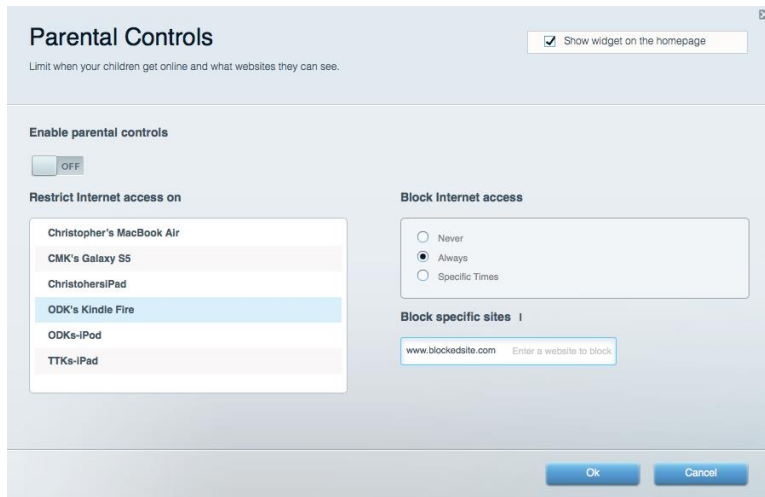 Parental Controls
Show widget on the homepage
Limit when your children get online and what websites they can see.
Enable parental controls
OFF
Restrict Internet access on
Christopher's MacBook Air
CMK's Galaxy S5
ChristohersiPad
ODK's Kindle Fire
ODKs-iPod
TTKs-iPad
Block Internet access
Never
Always
Specific Times
Block specific sites I
www.blockedsite.com Enter a website to block
Ok
Cancel